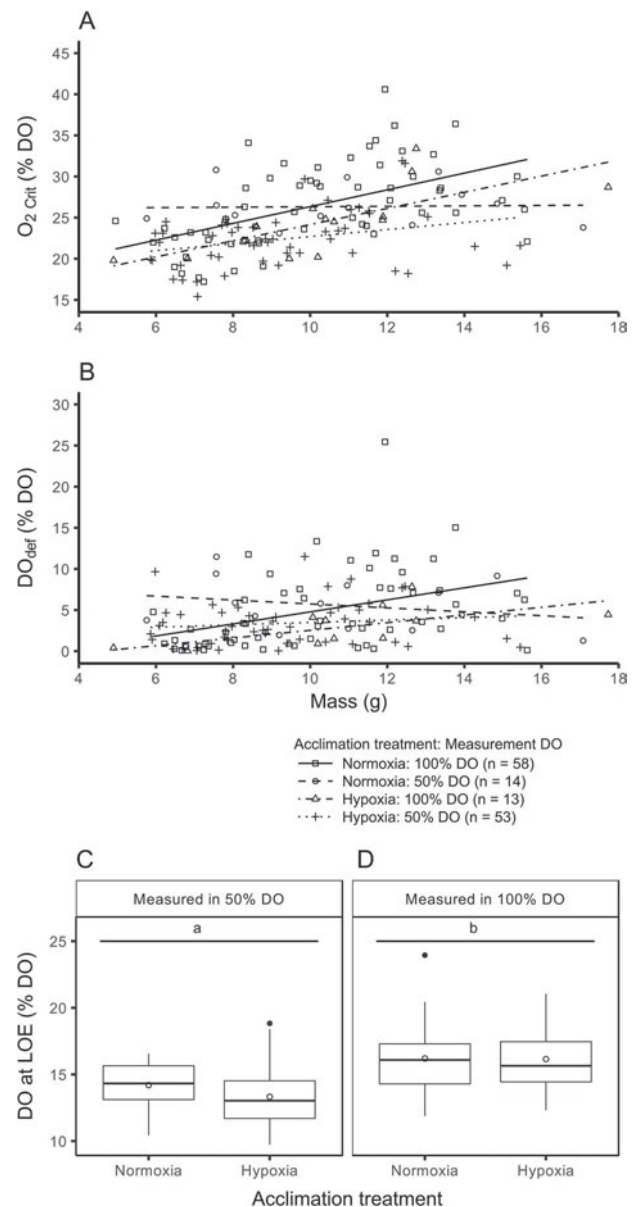 A
O2 Crit (% DO)
45
40
35
30
25
20
15
4 6 8 10 12 14 16 18
B
DOdef (% DO)
30
25
20
15
10
5
0
4 6 8 10 12 14 16 18
Mass (g)
Acclimation treatment: Measurement DO
Normoxia: 100% DO (n = 58)
Normoxia: 50% DO (n = 14)
Hypoxia: 100% DO (n = 13)
Hypoxia: 50% DO (n = 53)
C D
Measured in 50% DO Measured in 100% DO
a b
DO at LOE (% DO)
25
20
15
10
Normoxia Hypoxia Normoxia Hypoxia
Acclimation treatment